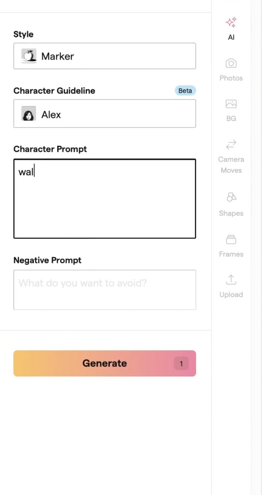 Style
Marker
Character Guideline
Beta
Alex
Character Prompt
wal
Negative Prompt
What do you want to avoid?
Generate
1
AI
Photos
BG
Camera
Moves
Shapes
Frames
Upload